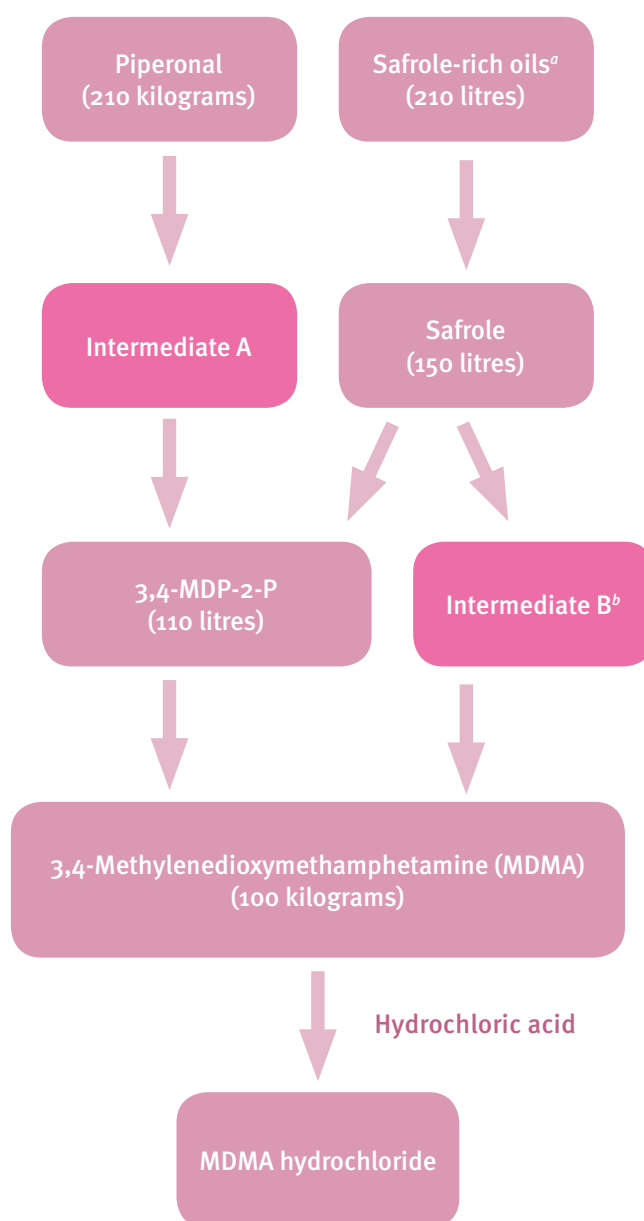 Piperonal
(210 kilograms)
Safrole-rich oilsᵃ
(210 litres)
Intermediate A
Safrole
(150 litres)
3,4-MDP-2-P
(110 litres)
Intermediate Bᵇ
3,4-Methylenedioxymethamphetamine (MDMA)
(100 kilograms)
Hydrochloric acid
MDMA hydrochloride